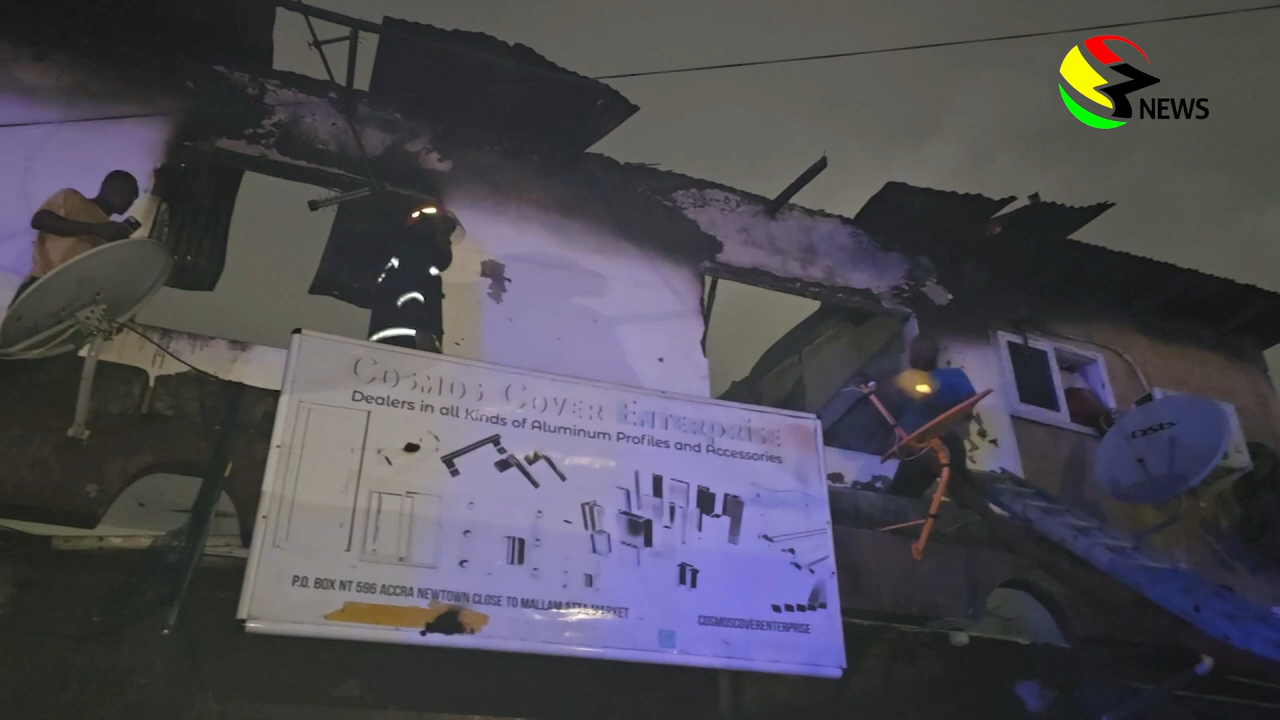 3 NEWS
Cosmos Cover Enterprise
Dealers in all Kinds of Aluminum Profiles and Accessories
DSTv
P.O. BOX NT 596 ACCRA NEWTOWN CLOSE TO MALLAM ATTA MARKET
COSMOSCOVERENTERPRISE